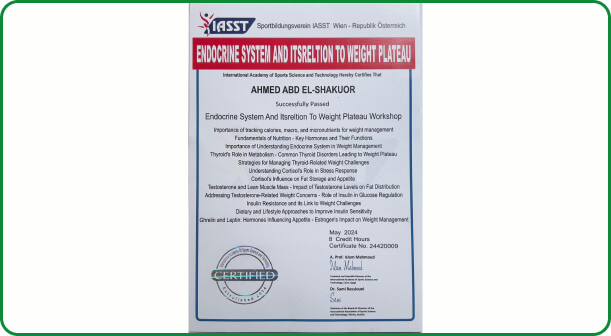 IASST Sportbildungsverein IASST Wien - Republik Österreich
ENDOCRINE SYSTEM AND ITSRELTION TO WEIGHT PLATEAU
International Academy of Sports Science and Technology Hereby Certifies That
AHMED ABD EL-SHAKUOR
Successfully Passed
Endocrine System And Itsreltion To Weight Plateau Workshop
Importance of tracking calories, macro, and micronutrients for weight management
Fundamentals of Nutrition - Key Hormones and Their Functions
Importance of Understanding Endocrine System in Weight Management
Thyroid's Role in Metabolism - Common Thyroid Disorders Leading to Weight Plateau
Strategies for Managing Thyroid-Related Weight Challenges
Understanding Cortisol's Role in Stress Response
Cortisol's Influence on Fat Storage and Appetite
Testosterone and Lean Muscle Mass - Impact of Testosterone Levels on Fat Distribution
Addressing Testosterone-Related Weight Concerns - Role of Insulin in Glucose Regulation
Insulin Resistance and its Link to Weight Challenges
Dietary and Lifestyle Approaches to Improve Insulin Sensitivity
Ghrelin and Leptin: Hormones Influencing Appetite - Estrogen's Impact on Weight Management
May 2024
8 Credit Hours
Certificate No. 24420009
A. Prof. Islam Mahmoud
Dr. Sami Bassiouni
CERTIFIED